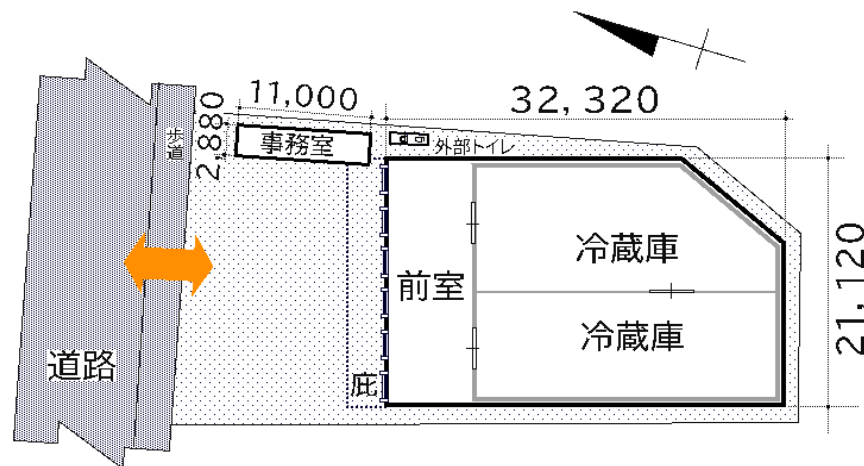 11,000
32,320
2,880
歩道
事務室
外部トイレ
冷蔵庫
前室
21,120
冷蔵庫
道路
庇